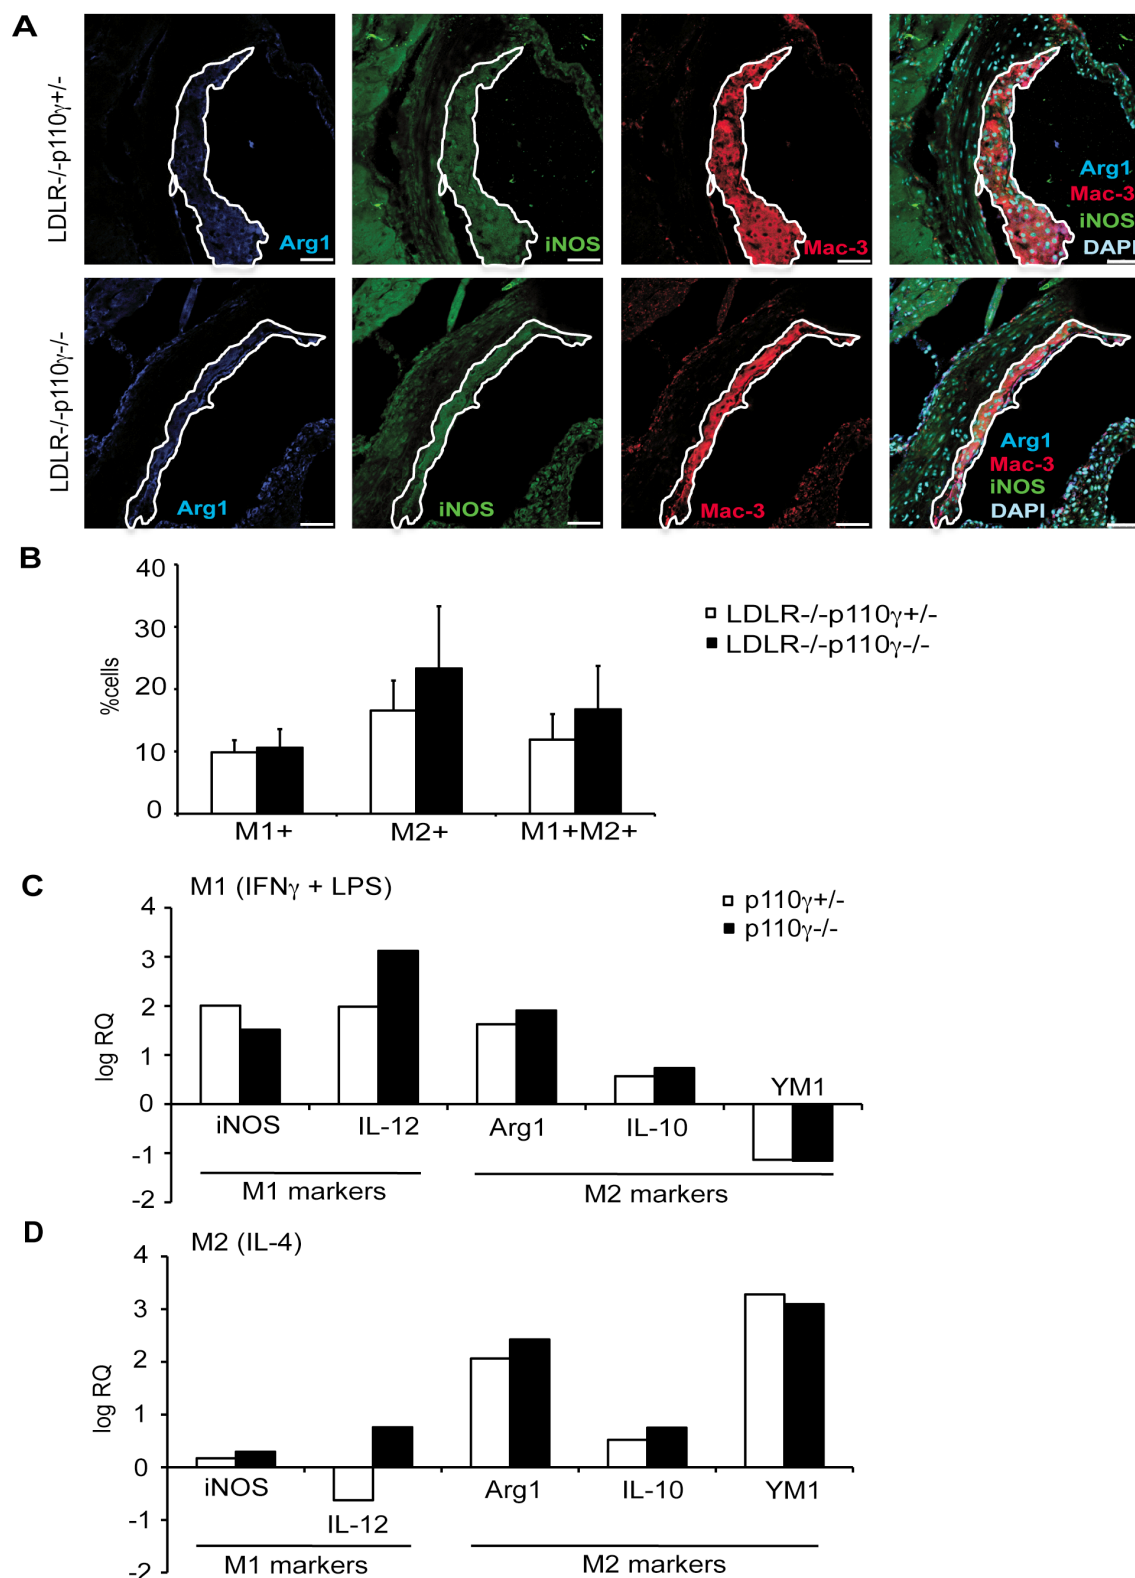 A
LDLR-/-p110γ+/-
Arg1
iNOS
Mac-3
Arg1
Mac-3
iNOS
DAPI
LDLR-/-p110γ-/-
Arg1
iNOS
Mac-3
Arg1
Mac-3
iNOS
DAPI
B
40
30
20
10
0
%cells
M1+
M2+
M1+M2+
LDLR-/-p110γ+/-
LDLR-/-p110γ-/-
C
M1 (IFNγ + LPS)
p110γ+/-
p110γ-/-
4
3
2
1
0
-1
-2
log RQ
iNOS
IL-12
Arg1
IL-10
YM1
M1 markers
M2 markers
D
M2 (IL-4)
4
3
2
1
0
-1
-2
log RQ
iNOS
IL-12
Arg1
IL-10
YM1
M1 markers
M2 markers